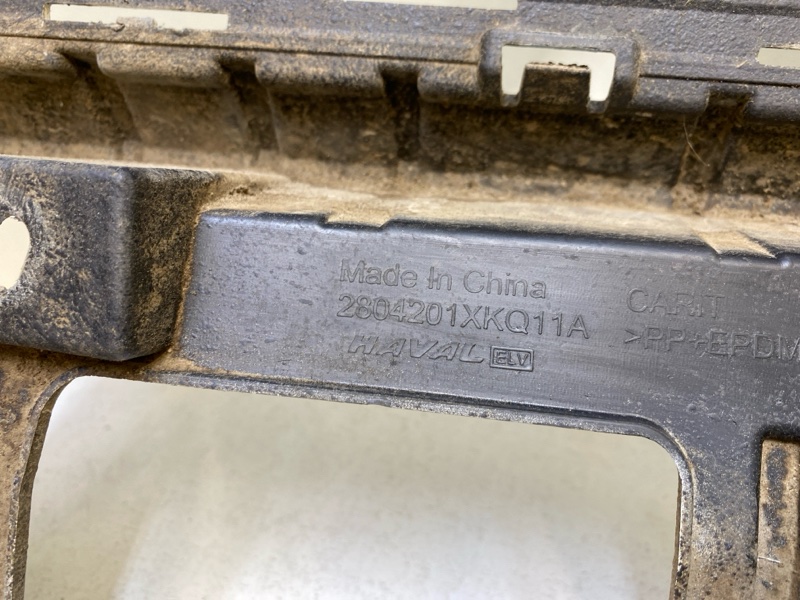 Made In China
2804201XKQ11A
HAVAL ELV
CARIT
>PP+EPDM